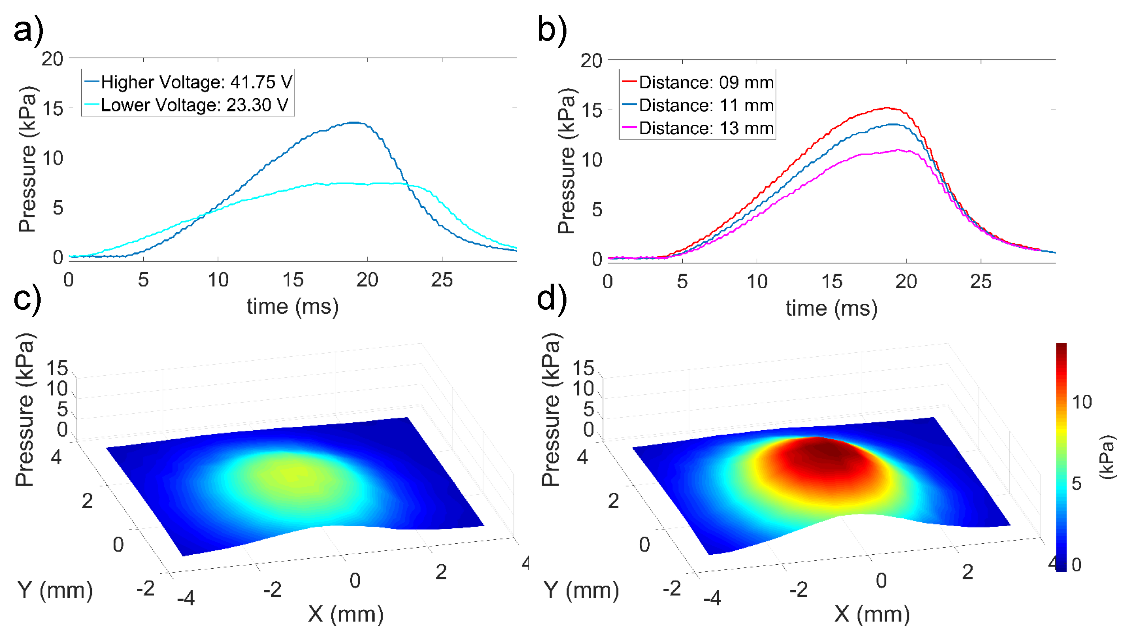 a)
Pressure (kPa)
20
15
10
5
0
Higher Voltage: 41.75 V
Lower Voltage: 23.30 V
0 5 10 15 20 25
time (ms)
b)
Pressure (kPa)
20
15
10
5
0
Distance: 09 mm
Distance: 11 mm
Distance: 13 mm
0 5 10 15 20 25
time (ms)
c)
Pressure (kPa)
15
10
5
0
4
2
0
-2
Y (mm)
-4 -2 0 2 4
X (mm)
d)
Pressure (kPa)
15
10
5
0
4
2
0
-2
Y (mm)
-4 -2 0 2 4
X (mm)
10
5
0
(kPa)